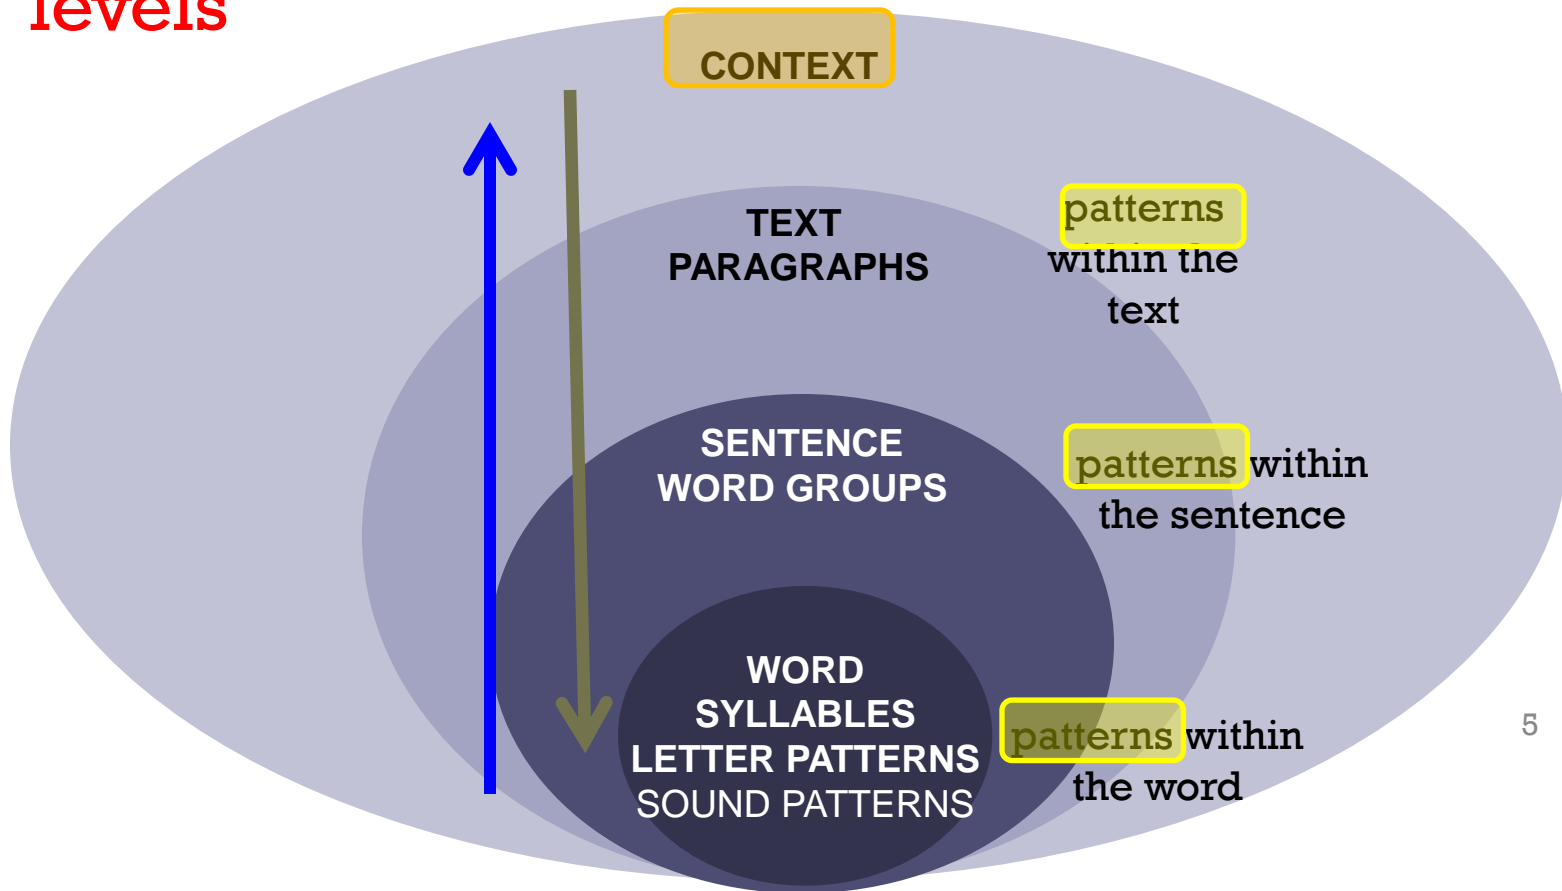 levels
CONTEXT
TEXT
PARAGRAPHS
patterns
within the
text
SENTENCE
WORD GROUPS
patterns within
the sentence
WORD
SYLLABLES
LETTER PATTERNS
SOUND PATTERNS
patterns within
the word
5